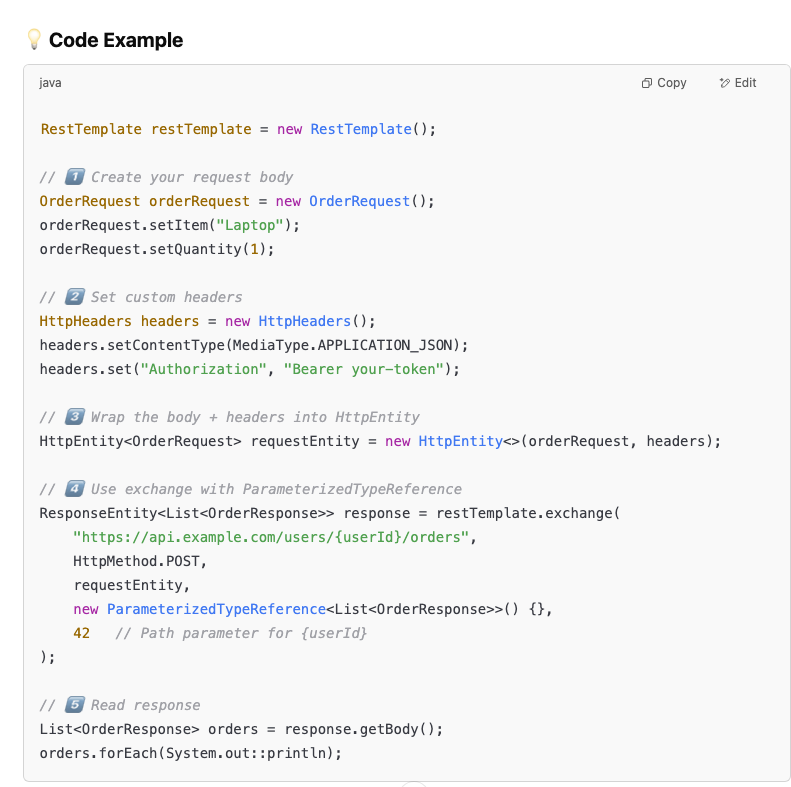 💡 Code Example
java
Copy
Edit
RestTemplate restTemplate = new RestTemplate();
// 1️⃣ Create your request body
OrderRequest orderRequest = new OrderRequest();
orderRequest.setItem("Laptop");
orderRequest.setQuantity(1);
// 2️⃣ Set custom headers
HttpHeaders headers = new HttpHeaders();
headers.setContentType(MediaType.APPLICATION_JSON);
headers.set("Authorization", "Bearer your-token");
// 3️⃣ Wrap the body + headers into HttpEntity
HttpEntity<OrderRequest> requestEntity = new HttpEntity<>(orderRequest, headers);
// 4️⃣ Use exchange with ParameterizedTypeReference
ResponseEntity<List<OrderResponse>> response = restTemplate.exchange(
    "https://api.example.com/users/{userId}/orders",
    HttpMethod.POST,
    requestEntity,
    new ParameterizedTypeReference<List<OrderResponse>>() {},
    42   // Path parameter for {userId}
);
// 5️⃣ Read response
List<OrderResponse> orders = response.getBody();
orders.forEach(System.out::println);